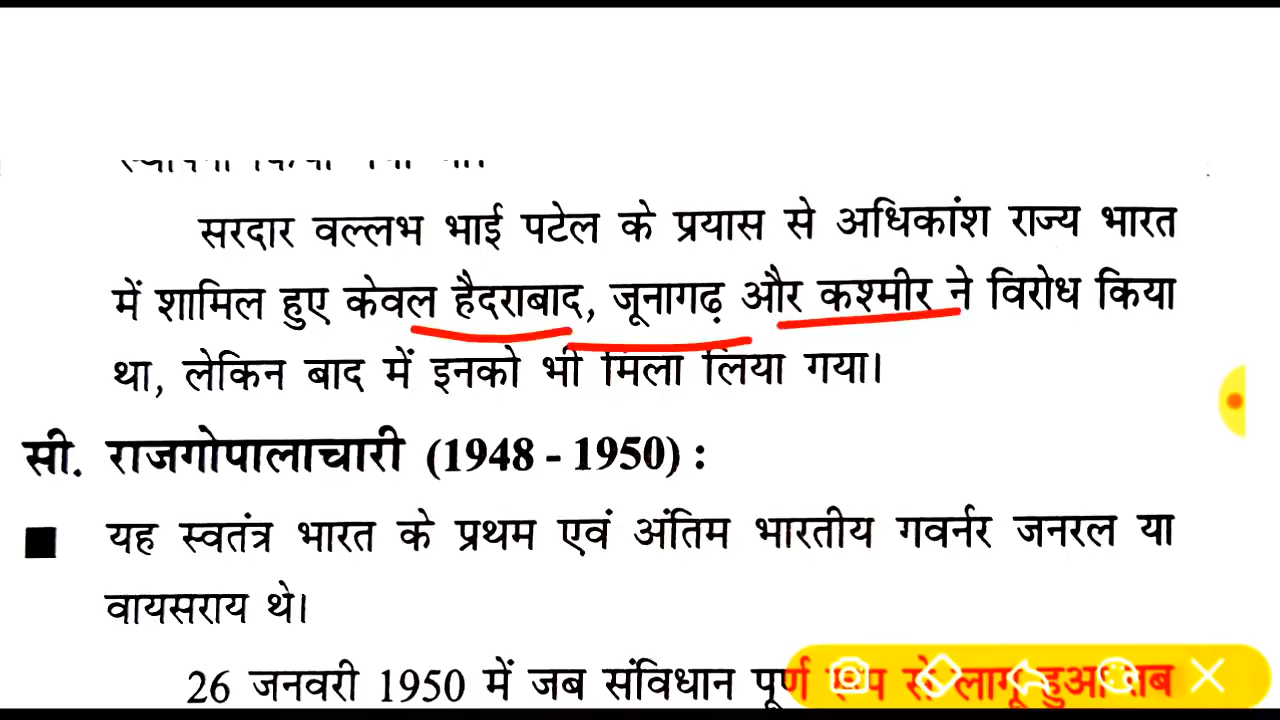 सरदार वल्लभ भाई पटेल के प्रयास से अधिकांश राज्य भारत
में शामिल हुए केवल हैदराबाद, जूनागढ़ और कश्मीर ने विरोध किया
था, लेकिन बाद में इनको भी मिला लिया गया।
सी. राजगोपालाचारी (1948 - 1950) :
■ यह स्वतंत्र भारत के प्रथम एवं अंतिम भारतीय गवर्नर जनरल या
वायसराय थे।
26 जनवरी 1950 में जब संविधान पूर्ण रूप से लागू हुआ तब